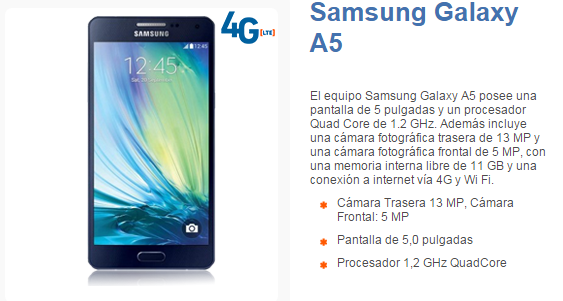 Samsung Galaxy
A5
4G [LTE]
SAMSUNG
12:45
El equipo Samsung Galaxy A5 posee una
pantalla de 5 pulgadas y un procesador
Quad Core de 1.2 GHz. Además incluye
una cámara fotográfica trasera de 13 MP y
una cámara fotográfica frontal de 5 MP, con
una memoria interna libre de 11 GB y una
conexión a internet vía 4G y Wi Fi.
Cámara Trasera 13 MP, Cámara
Frontal: 5 MP
Pantalla de 5,0 pulgadas
Procesador 1,2 GHz QuadCore